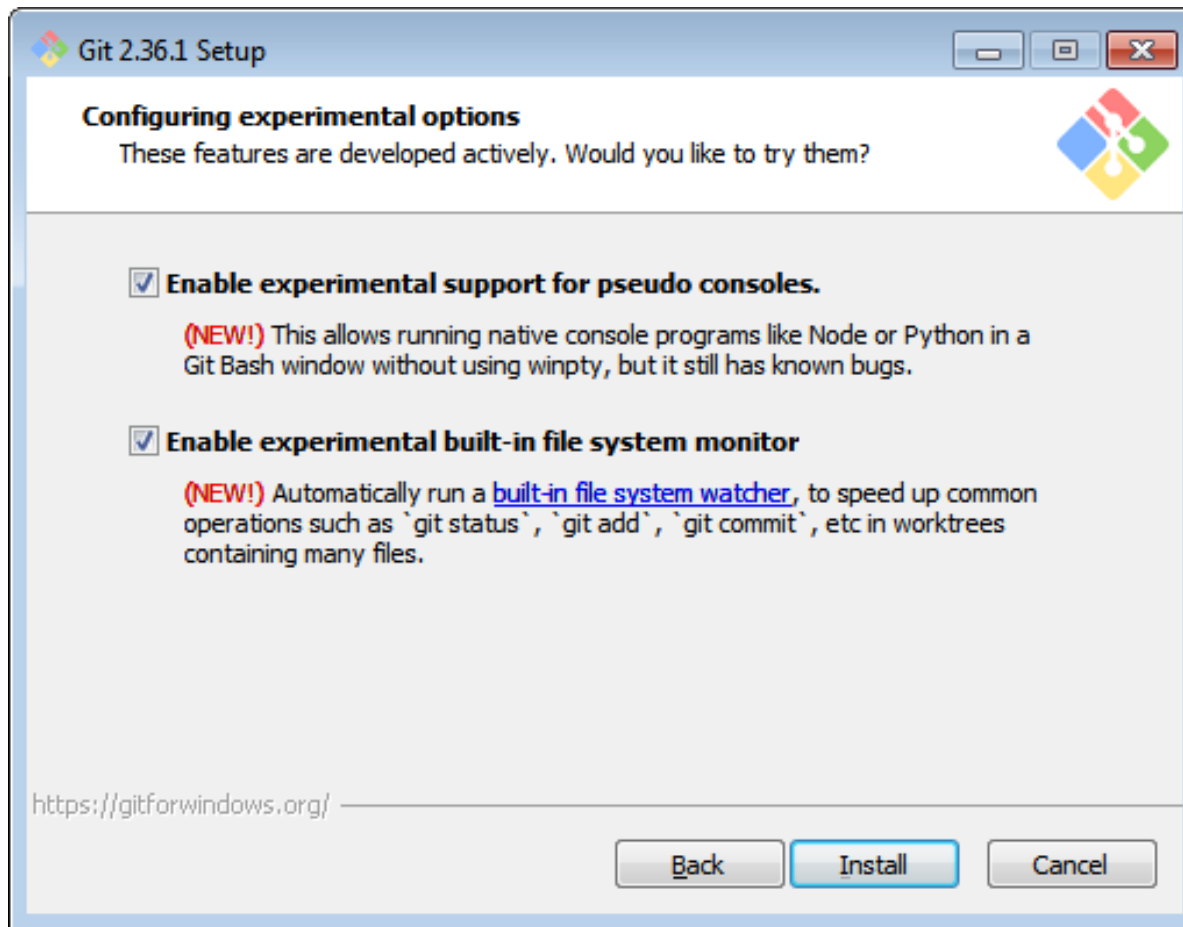 Git 2.36.1 Setup
Configuring experimental options
These features are developed actively. Would you like to try them?
Enable experimental support for pseudo consoles.
(NEW!) This allows running native console programs like Node or Python in a
Git Bash window without using winpty, but it still has known bugs.
Enable experimental built-in file system monitor
(NEW!) Automatically run a built-in file system watcher, to speed up common
operations such as `git status`, `git add`, `git commit`, etc in worktrees
containing many files.
https://gitforwindows.org/
Back Install Cancel